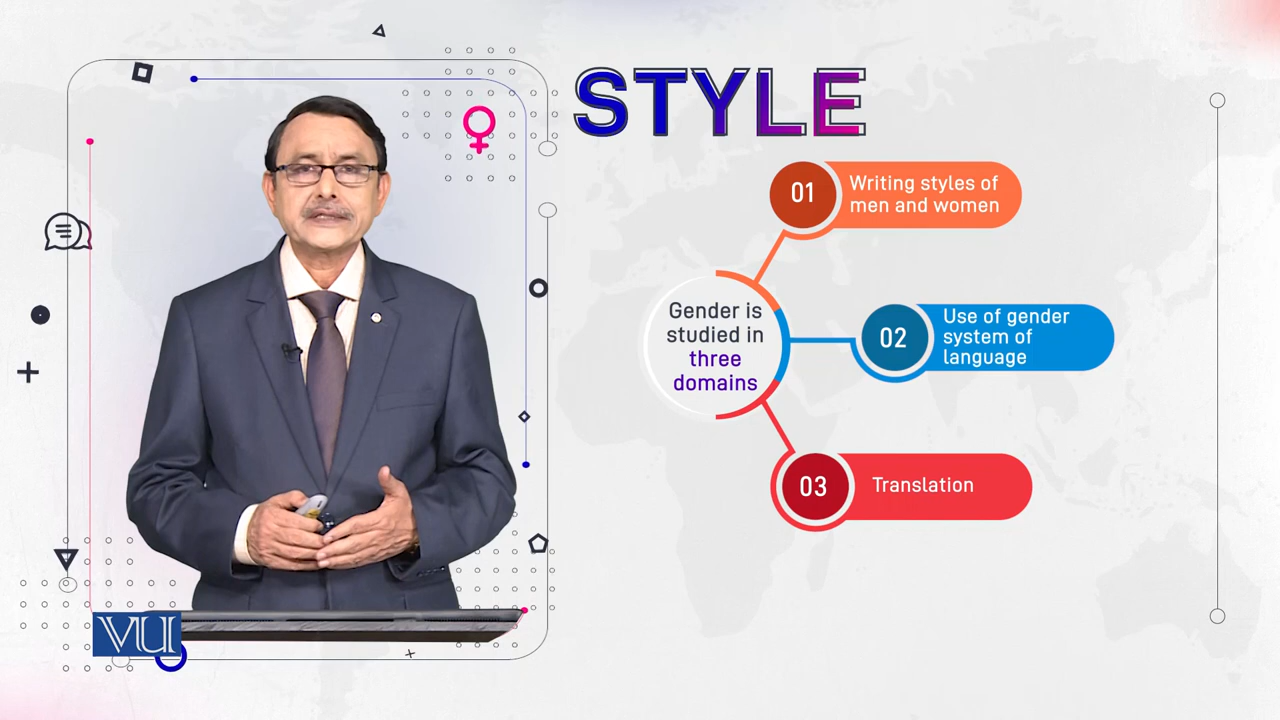 STYLE
01
Writing styles of
men and women
Gender is
studied in
three
domains
02
Use of gender
system of
language
03
Translation
VU